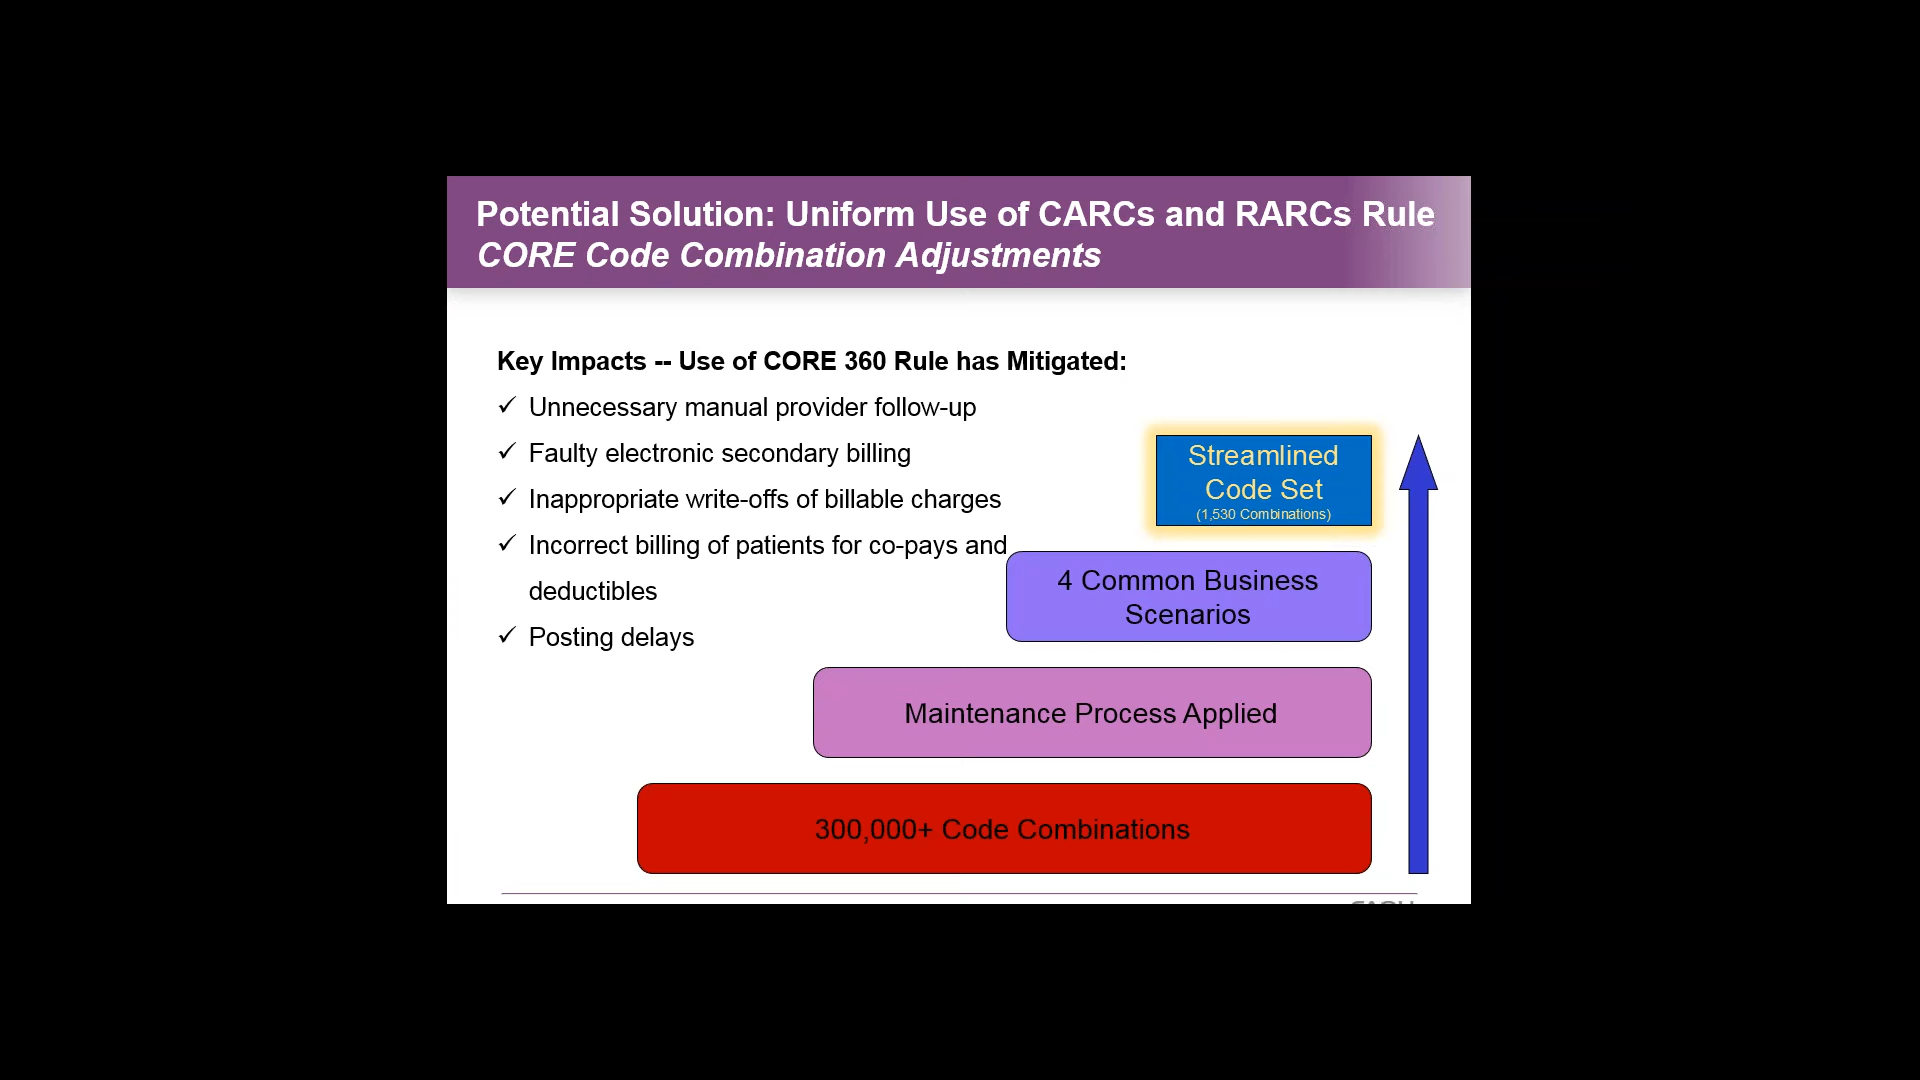 Potential Solution: Uniform Use of CARCs and RARCs Rule
CORE Code Combination Adjustments
Key Impacts -- Use of CORE 360 Rule has Mitigated:
✓ Unnecessary manual provider follow-up
✓ Faulty electronic secondary billing
✓ Inappropriate write-offs of billable charges
✓ Incorrect billing of patients for co-pays and
deductibles
✓ Posting delays
Streamlined
Code Set
(1,530 Combinations)
4 Common Business
Scenarios
Maintenance Process Applied
300,000+ Code Combinations